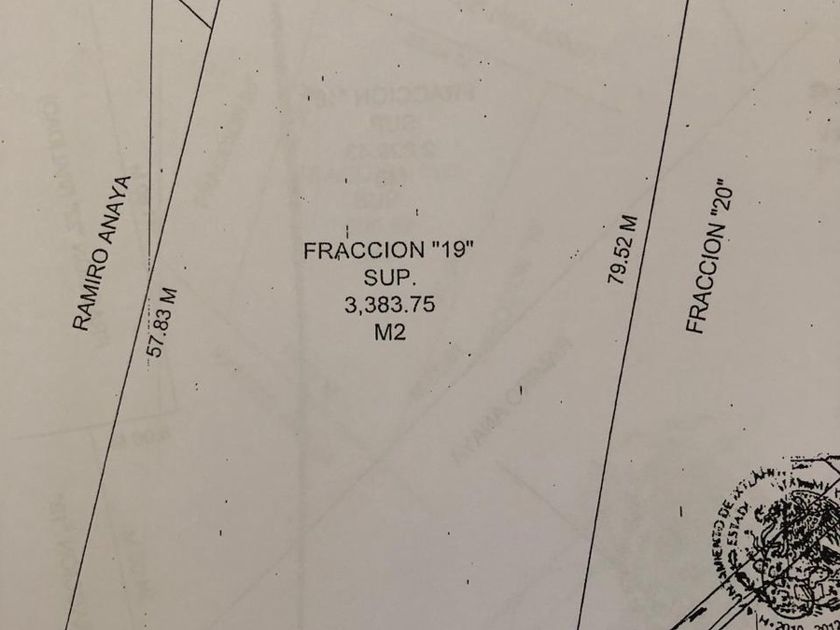 RAMIRO ANAYA
57.83 M
FRACCION "19"
SUP.
3,383.75
M2
79.52 M
FRACCION "20"